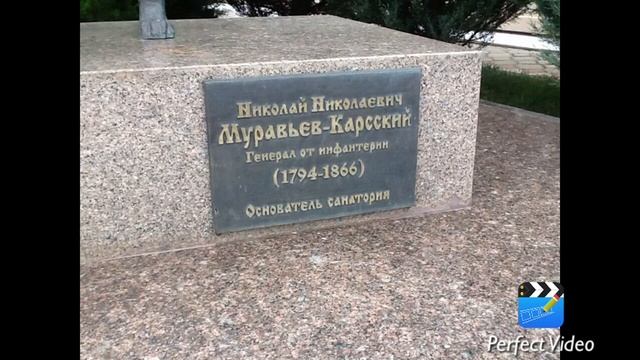 Николай Николаевич
Муравьев-Карсский
Генерал от инфантерии
(1794-1866)
Основатель санатория
Perfect Video